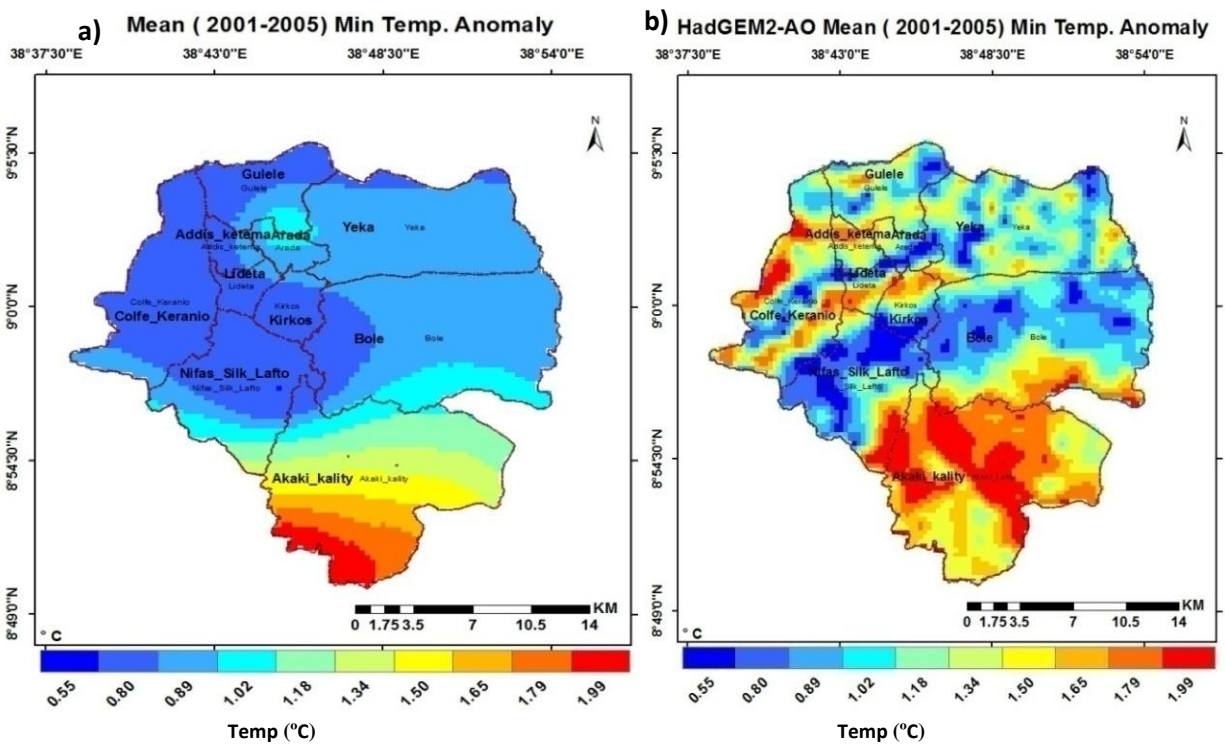 a) Mean ( 2001-2005) Min Temp. Anomaly
38°37'30"E 38°43'0"E 38°48'30"E 38°54'0"E
9°5'30"N
9°0'0"N
8°54'30"N
8°49'0"N
N
Gulele
Gulele
Addis_ketema
Addis_ketema
Arada
Arada
Yeka
Yeka
Lideta
Lideta
Colfe_Keranio
Colfe_Keranio
Kirkos
Kirkos
Bole
Bole
Nifas_Silk_Lafto
Nifas_Silk_Lafto
Akaki_kality
Akaki_kality
KM
0 1.75 3.5 7 10.5 14
° C
0.55 0.80 0.89 1.02 1.18 1.34 1.50 1.65 1.79 1.99
Temp (°C)
b) HadGEM2-AO Mean ( 2001-2005) Min Temp. Anomaly
38°37'30"E 38°43'0"E 38°48'30"E 38°54'0"E
9°5'30"N
9°0'0"N
8°54'30"N
8°49'0"N
N
Gulele
Gulele
Addis_ketema
Addis_ketema
Arada
Arada
Yeka
Yeka
Lideta
Lideta
Colfe_Keranio
Colfe_Keranio
Kirkos
Kirkos
Bole
Bole
Nifas_Silk_Lafto
Silk_Lafto
Akaki_kality
KM
0 1.75 3.5 7 10.5 14
° C
0.55 0.80 0.89 1.02 1.18 1.34 1.50 1.65 1.79 1.99
Temp (°C)